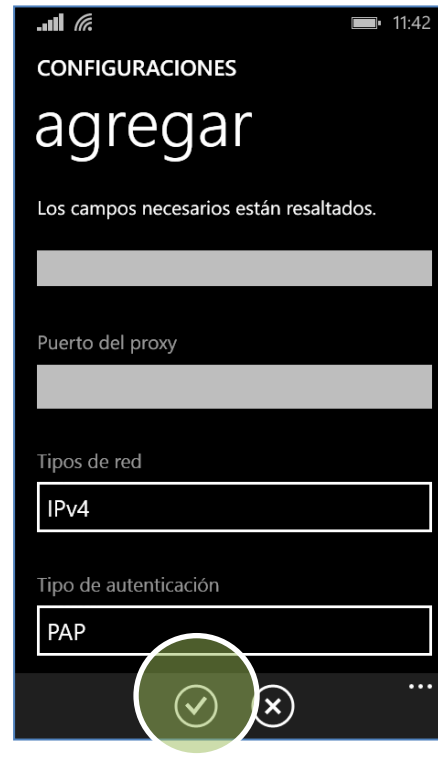 11:42
CONFIGURACIONES
agregar
Los campos necesarios están resaltados.
Puerto del proxy
Tipos de red
IPv4
Tipo de autenticación
PAP